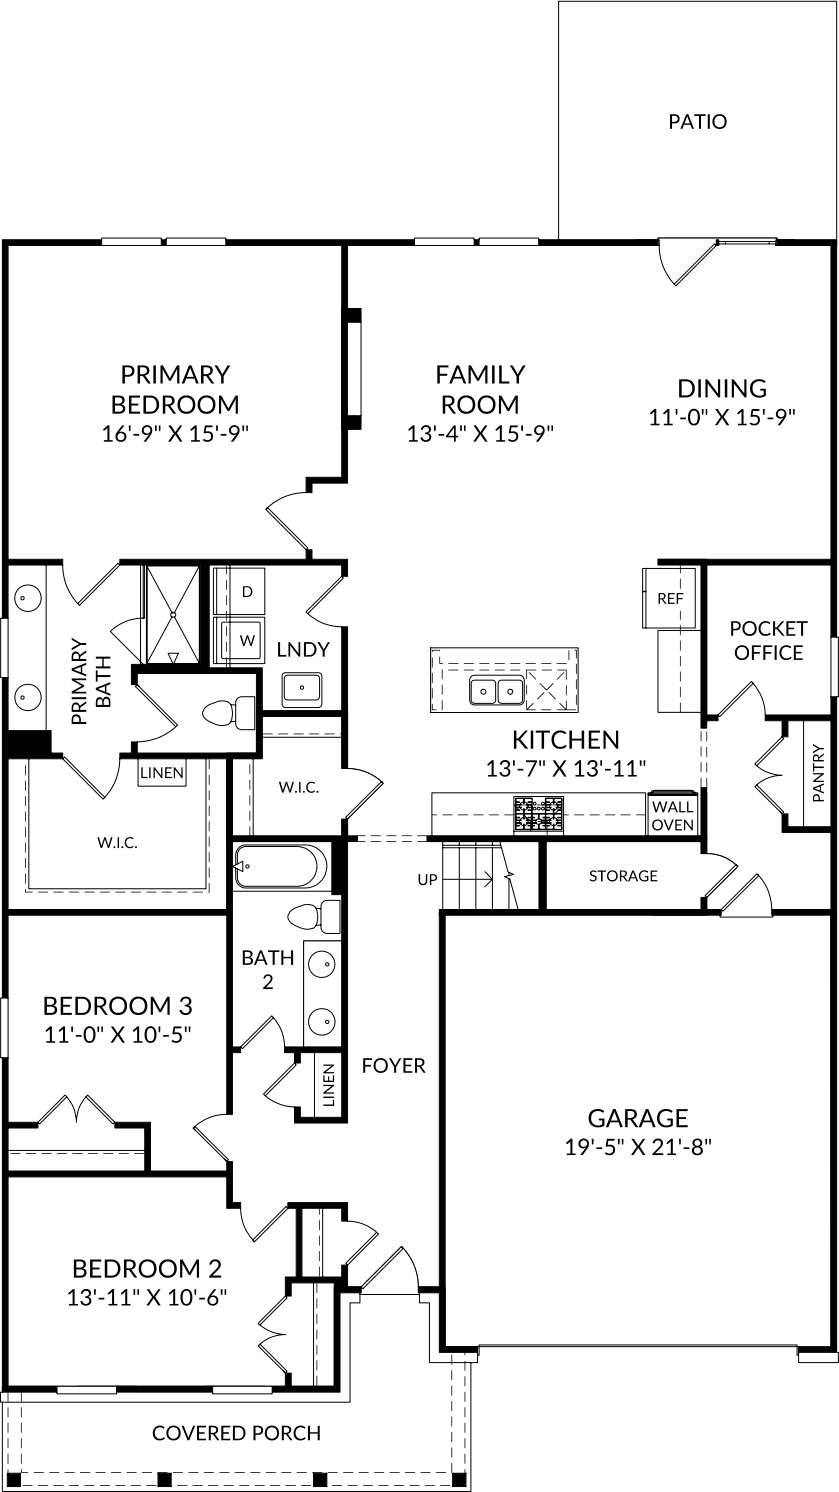 PATIO
PRIMARY
BEDROOM
16'-9" X 15'-9"
FAMILY
ROOM
13'-4" X 15'-9"
DINING
11'-0" X 15'-9"
D
W
LNDY
REF
POCKET
OFFICE
PRIMARY
BATH
KITCHEN
13'-7" X 13'-11"
LINEN
W.I.C.
W.I.C.
WALL
OVEN
PANTRY
UP
STORAGE
BATH
2
BEDROOM 3
11'-0" X 10'-5"
FOYER
LINEN
GARAGE
19'-5" X 21'-8"
BEDROOM 2
13'-11" X 10'-6"
COVERED PORCH